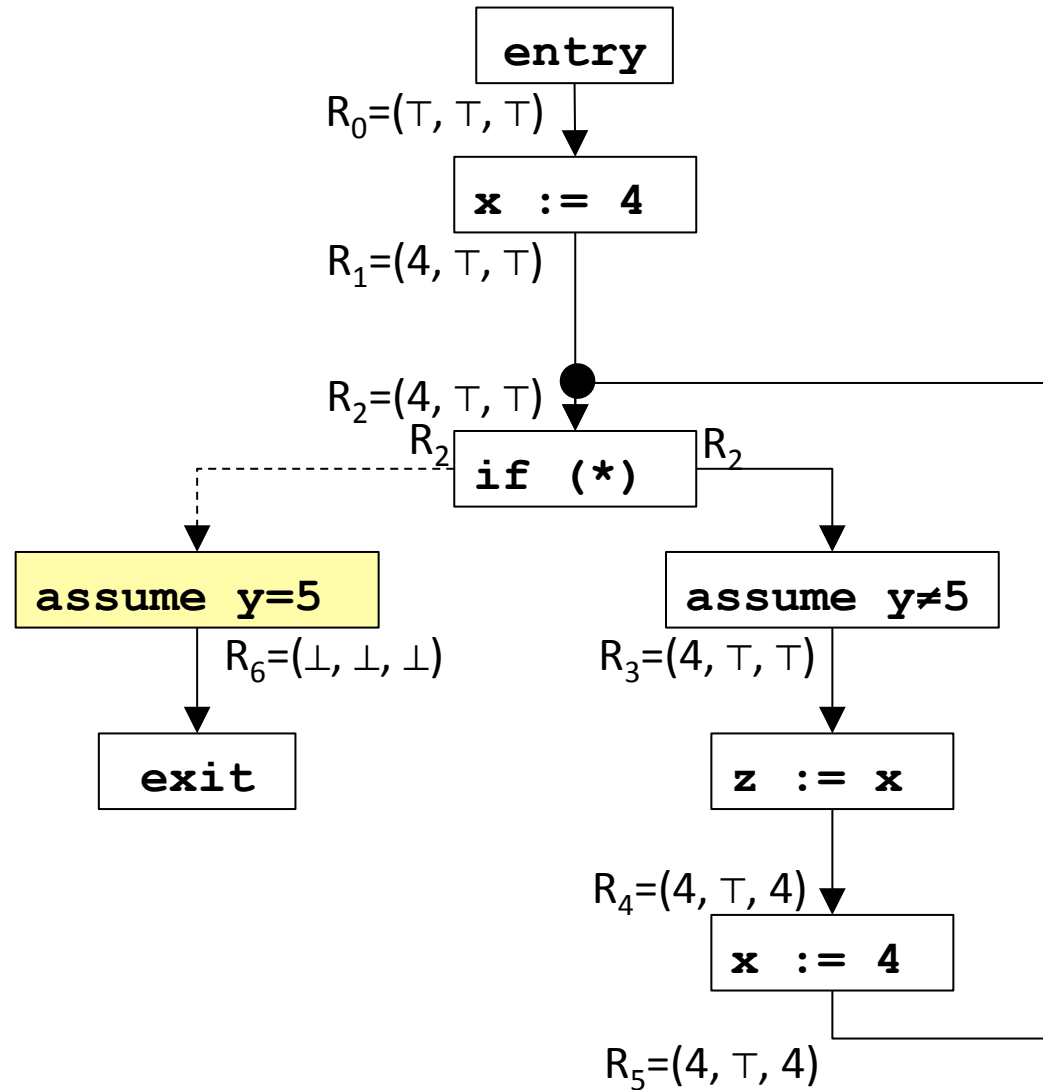 entry
R₀=(⊤, ⊤, ⊤)
x := 4
R₁=(4, ⊤, ⊤)
R₂=(4, ⊤, ⊤)
R₂
if (*)
R₂
assume y=5
assume y≠5
R₆=(⊥, ⊥, ⊥)
R₃=(4, ⊤, ⊤)
exit
z := x
R₄=(4, ⊤, 4)
x := 4
R₅=(4, ⊤, 4)